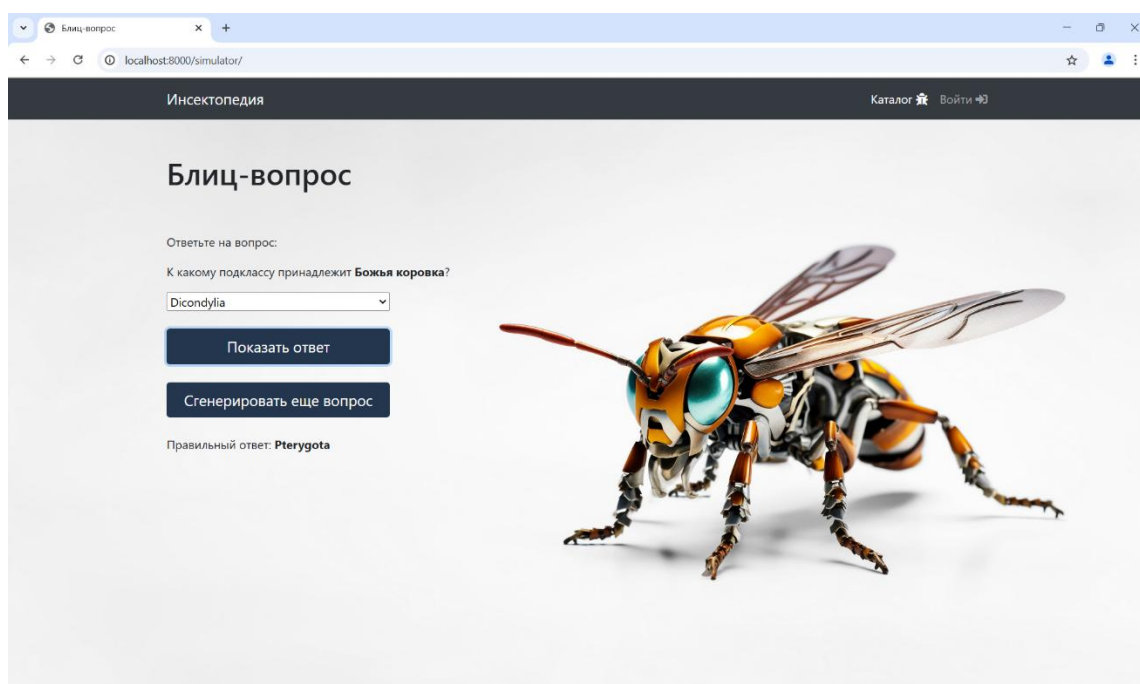 Блиц-вопрос
localhost:8000/simulator/
Инсектопедия
Каталог
Войти
Блиц-вопрос
Ответьте на вопрос:
К какому подклассу принадлежит Божья коровка?
Dicondylia
Показать ответ
Сгенерировать еще вопрос
Правильный ответ: Pterygota